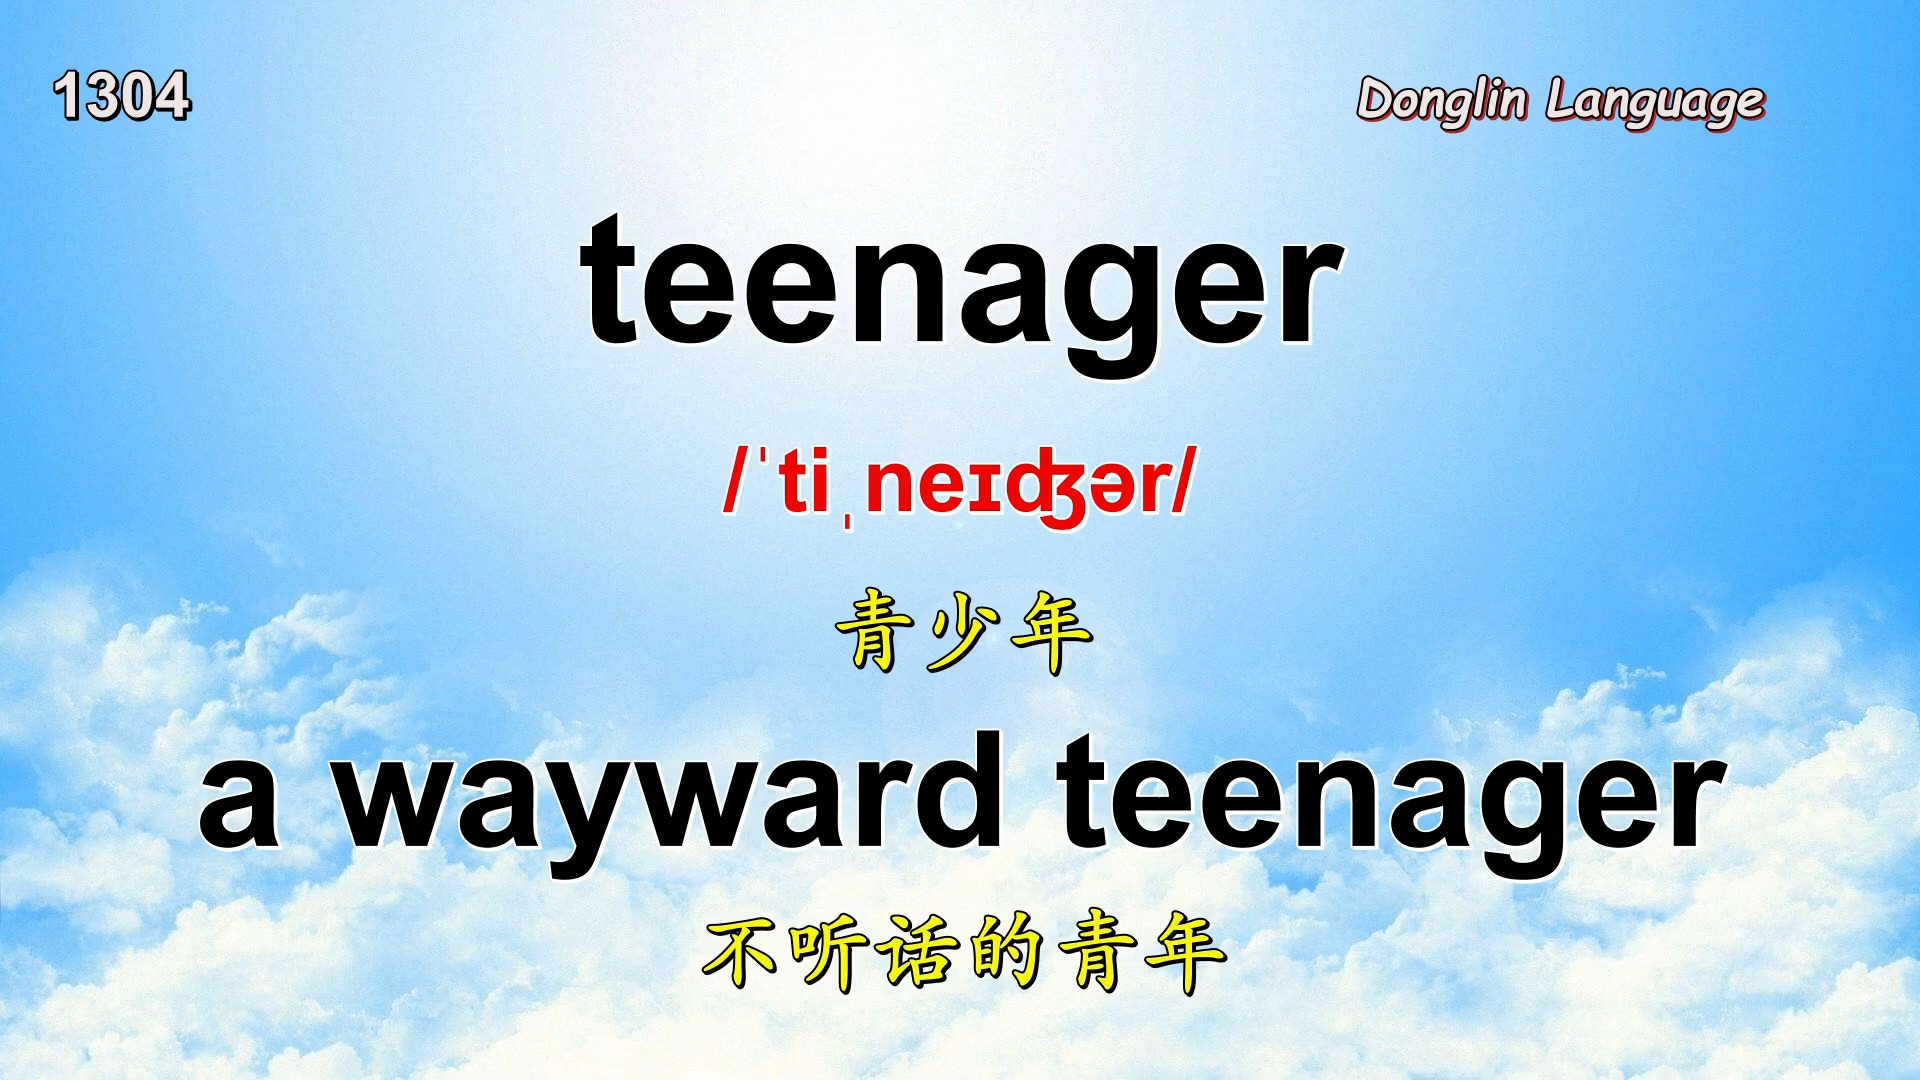 1304
Donglin Language
teenager
/ˈtiˌneɪʤər/
青少年
a wayward teenager
不听话的青年